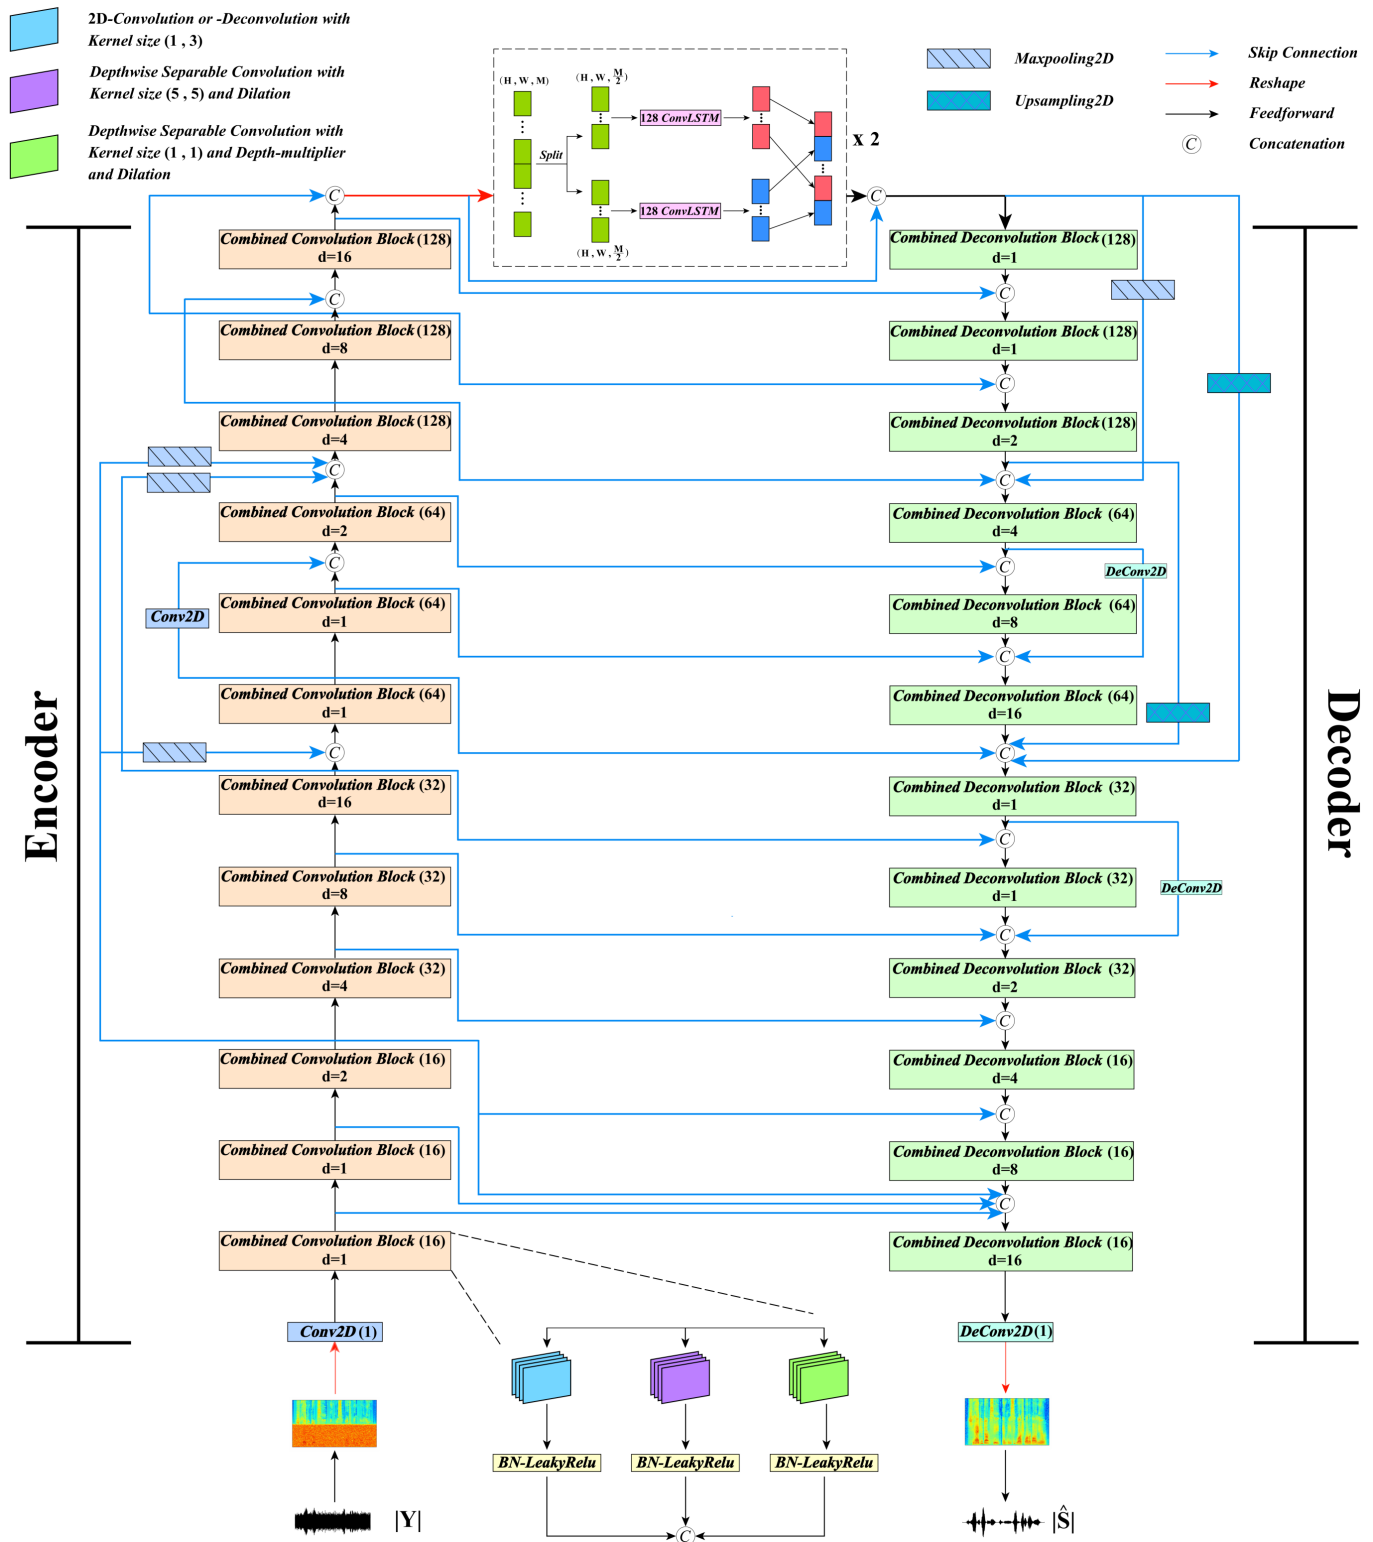 2D-Convolution or -Deconvolution with
Kernel size (1 , 3)
Depthwise Separable Convolution with
Kernel size (5 , 5) and Dilation
Depthwise Separable Convolution with
Kernel size (1 , 1) and Depth-multiplier
and Dilation
Maxpooling2D
Upsampling2D
Skip Connection
Reshape
Feedforward
C Concatenation
(H , W, M)
(H , W, M/2)
Split
128 ConvLSTM
128 ConvLSTM
(H , W, M/2)
x 2
C
C
Encoder
Combined Convolution Block (128)
d=16
C
Combined Convolution Block (128)
d=8
Combined Convolution Block (128)
d=4
C
Combined Convolution Block (64)
d=2
C
Conv2D
Combined Convolution Block (64)
d=1
Combined Convolution Block (64)
d=1
C
Combined Convolution Block (32)
d=16
Combined Convolution Block (32)
d=8
Combined Convolution Block (32)
d=4
Combined Convolution Block (16)
d=2
Combined Convolution Block (16)
d=1
Combined Convolution Block (16)
d=1
Conv2D (1)
|Y|
BN-LeakyRelu
BN-LeakyRelu
BN-LeakyRelu
C
Decoder
Combined Deconvolution Block (128)
d=1
C
Combined Deconvolution Block (128)
d=1
C
Combined Deconvolution Block (128)
d=2
C
Combined Deconvolution Block (64)
d=4
C
DeConv2D
Combined Deconvolution Block (64)
d=8
C
Combined Deconvolution Block (64)
d=16
C
Combined Deconvolution Block (32)
d=1
C
Combined Deconvolution Block (32)
d=1
DeConv2D
C
Combined Deconvolution Block (32)
d=2
C
Combined Deconvolution Block (16)
d=4
C
Combined Deconvolution Block (16)
d=8
C
Combined Deconvolution Block (16)
d=16
DeConv2D (1)
|Ŝ|